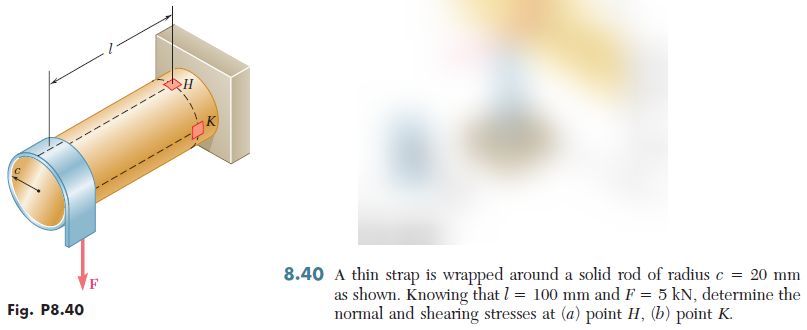 l
H
K
c
F
Fig. P8.40
8.40 A thin strap is wrapped around a solid rod of radius c = 20 mm
as shown. Knowing that l = 100 mm and F = 5 kN, determine the
normal and shearing stresses at (a) point H, (b) point K.